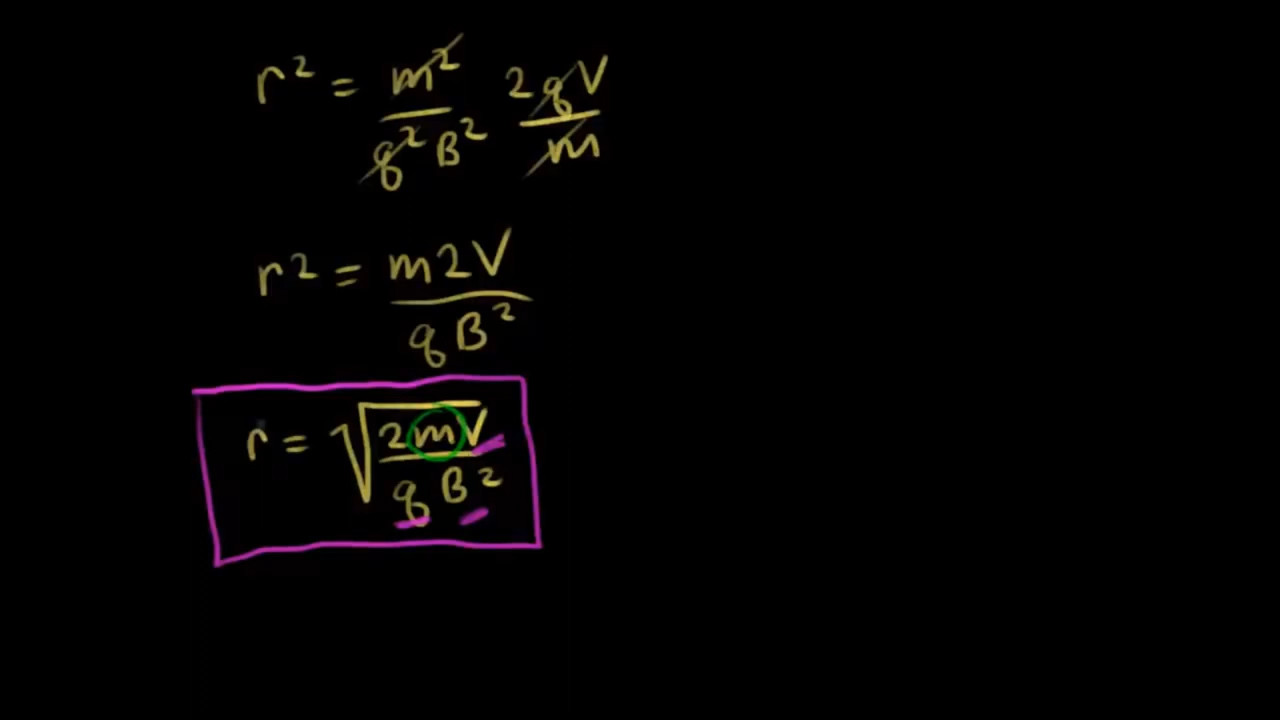 r² = m²/q²B² 2qV/m
r² = m2V/qB²
r = √(2mV/qB²)